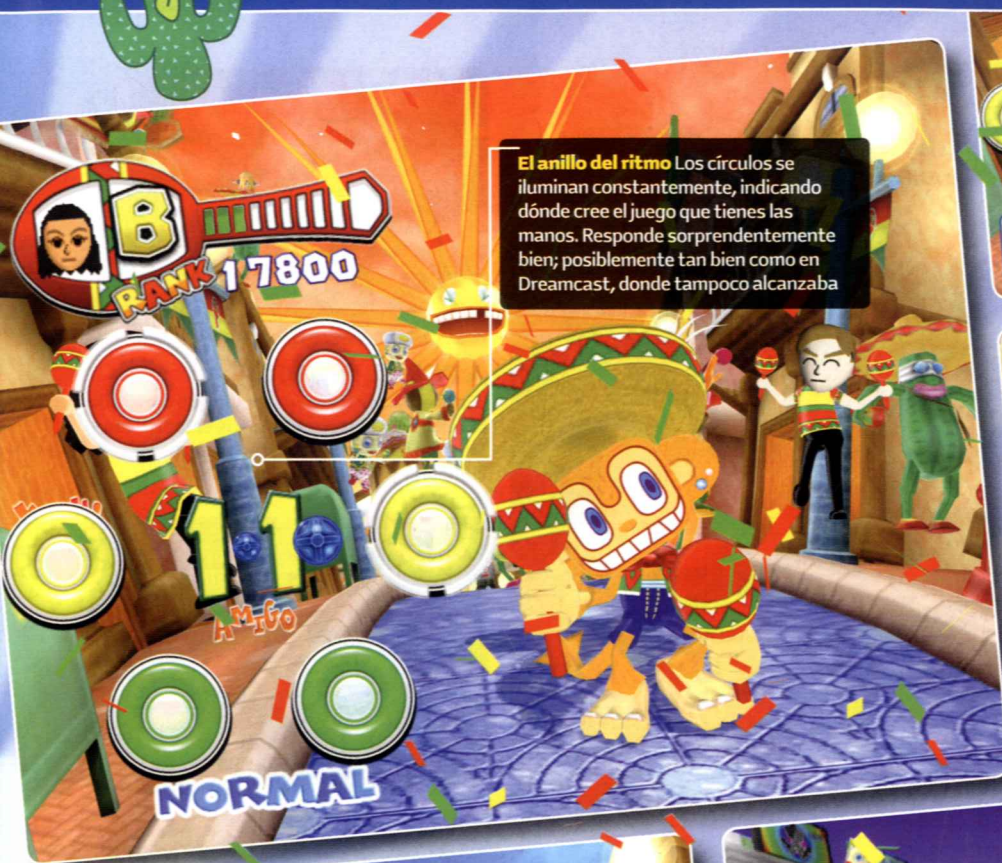 El anillo del ritmo Los círculos se
iluminan constantemente, indicando
dónde cree el juego que tienes las
manos. Responde sorprendentemente
bien; posiblemente tan bien como en
Dreamcast, donde tampoco alcanzaba
B
RANK
17800
11
AMIGO
NORMAL